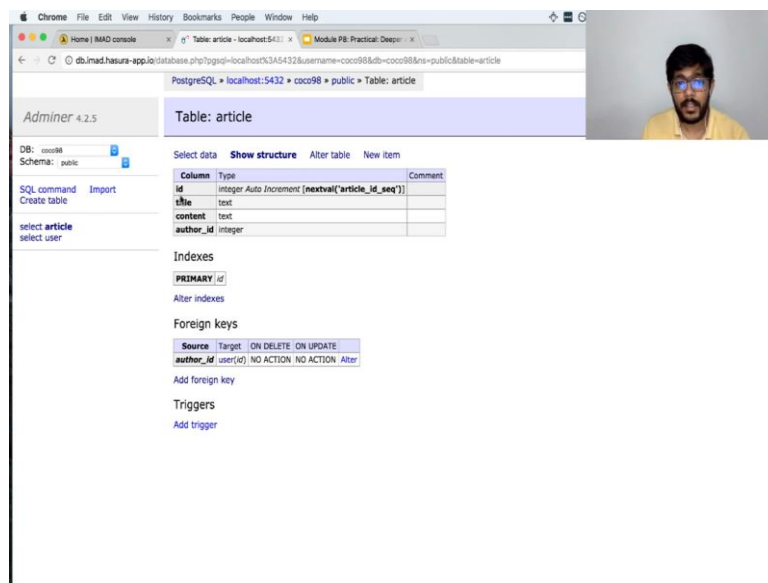 Chrome File Edit View History Bookmarks People Window Help
Home | IMAD console
Table: article - localhost:5432
Module P8: Practical: Deeper
db.imad.hasura-app.io/database.php?pgsql=localhost%3A5432&username=coco98&db=coco98&ns=public&table=article
PostgreSQL » localhost:5432 » coco98 » public » Table: article
Adminer 4.2.5
Table: article
DB: coco98
Schema: public
SQL command Import
Create table
select article
select user
Select data Show structure Alter table New item
Column Type Comment
id integer Auto Increment [nextval('article_id_seq')]
title text
content text
author_id integer
Indexes
PRIMARY id
Alter indexes
Foreign keys
Source Target ON DELETE ON UPDATE
author_id user(id) NO ACTION NO ACTION Alter
Add foreign key
Triggers
Add trigger